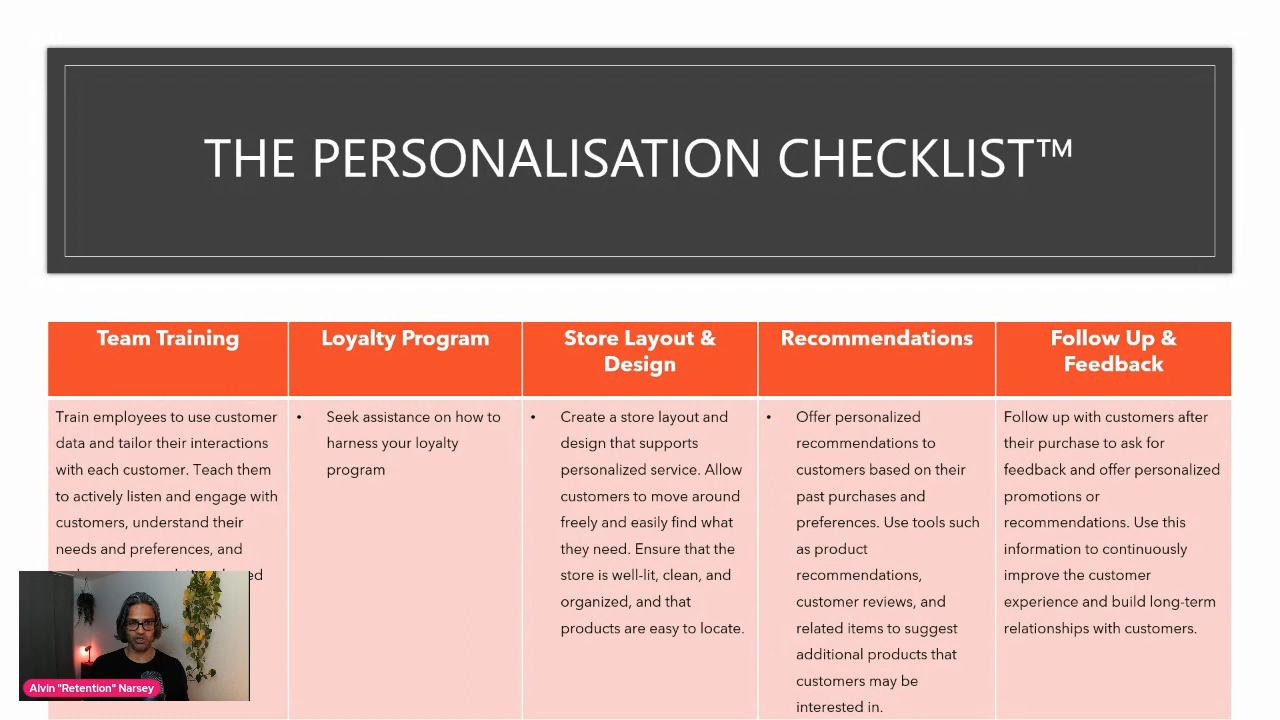 THE PERSONALISATION CHECKLIST™
Team Training
Train employees to use customer
data and tailor their interactions
with each customer. Teach them
to actively listen and engage with
customers, understand their
needs and preferences, and
Loyalty Program
• Seek assistance on how to
harness your loyalty
program
Store Layout &
Design
• Create a store layout and
design that supports
personalized service. Allow
customers to move around
freely and easily find what
they need. Ensure that the
store is well-lit, clean, and
organized, and that
products are easy to locate.
Recommendations
• Offer personalized
recommendations to
customers based on their
past purchases and
preferences. Use tools such
as product
recommendations,
customer reviews, and
related items to suggest
additional products that
customers may be
interested in.
Follow Up &
Feedback
Follow up with customers after
their purchase to ask for
feedback and offer personalized
promotions or
recommendations. Use this
information to continuously
improve the customer
experience and build long-term
relationships with customers.
Alvin "Retention" Narsey